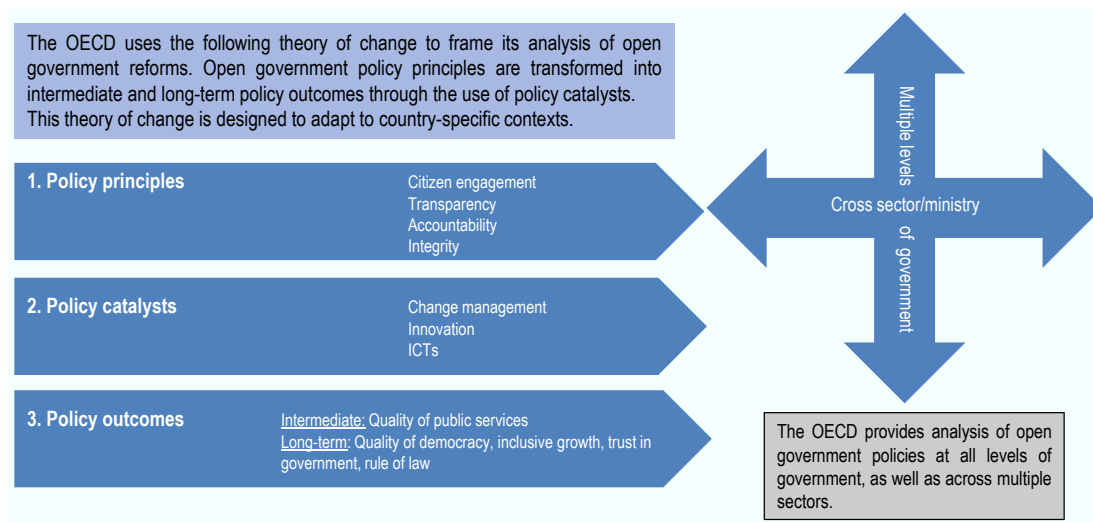 The OECD uses the following theory of change to frame its analysis of open
government reforms. Open government policy principles are transformed into
intermediate and long-term policy outcomes through the use of policy catalysts.
This theory of change is designed to adapt to country-specific contexts.
1. Policy principles
Citizen engagement
Transparency
Accountability
Integrity
2. Policy catalysts
Change management
Innovation
ICTs
3. Policy outcomes
Intermediate: Quality of public services
Long-term: Quality of democracy, inclusive growth, trust in
government, rule of law
Multiple levels of government
Cross sector/ministry
The OECD provides analysis of open
government policies at all levels of
government, as well as across multiple
sectors.